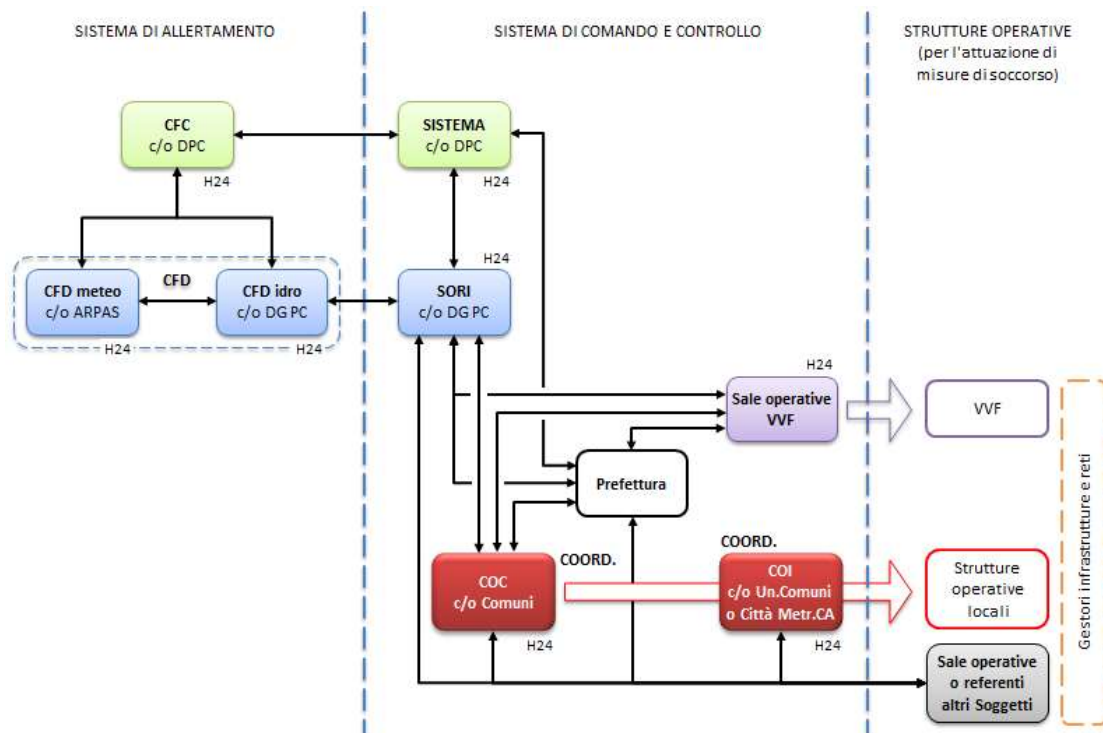 SISTEMA DI ALLERTAMENTO
SISTEMA DI COMANDO E CONTROLLO
STRUTTURE OPERATIVE
(per l'attuazione di
misure di soccorso)
CFC
c/o DPC
H24
SISTEMA
c/o DPC
H24
CFD meteo
c/o ARPAS
H24
CFD
CFD idro
c/o DG PC
H24
H24
SORI
c/o DG PC
H24
Sale operative
VVF
VVF
Prefettura
COORD.
COC
c/o Comuni
H24
COORD.
COI
c/o Un.Comuni
o Città Metr.CA
H24
Strutture
operative
locali
Sale operative
o referenti
altri Soggetti
Gestori infrastrutture e reti